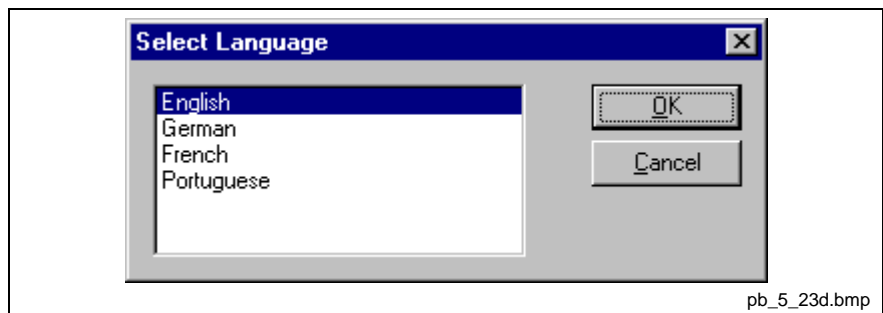 Select Language
English
German
French
Portuguese
OK
Cancel
pb_5_23d.bmp